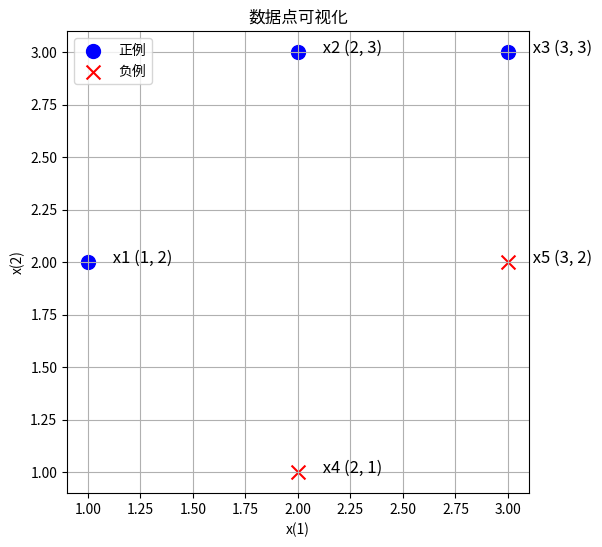 数据点可视化
正例
负例
x2 (2, 3)
x3 (3, 3)
x1 (1, 2)
x5 (3, 2)
x4 (2, 1)
3.00
2.75
2.50
2.25
2.00
1.75
1.50
1.25
1.00
x(2)
1.00 1.25 1.50 1.75 2.00 2.25 2.50 2.75 3.00
x(1)